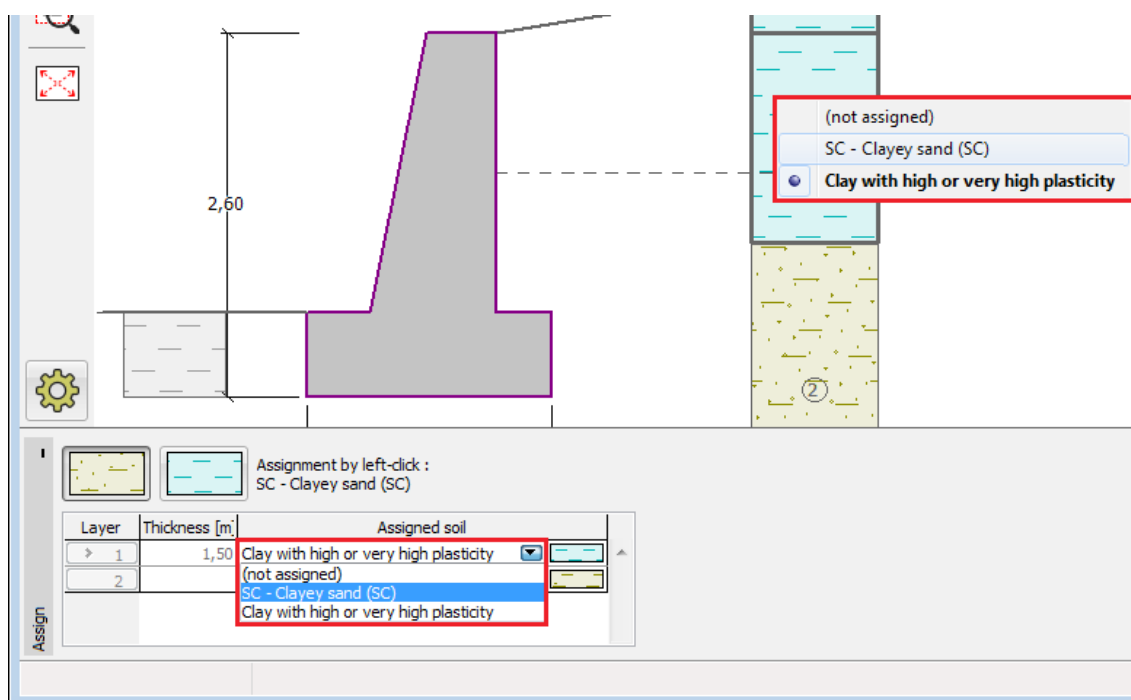 (not assigned)
SC - Clayey sand (SC)
Clay with high or very high plasticity
2,60
2
Assignment by left-click :
SC - Clayey sand (SC)
Layer Thickness [m] Assigned soil
> 1 1,50 Clay with high or very high plasticity
(not assigned)
2
SC - Clayey sand (SC)
Clay with high or very high plasticity
Assign